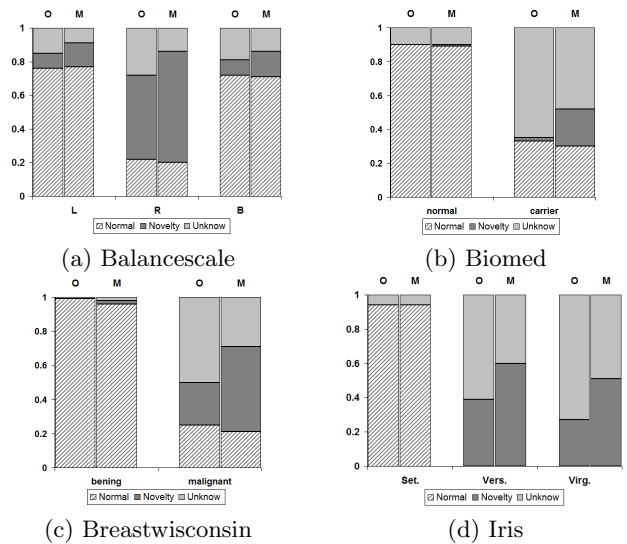 O M O M O M
1
0.8
0.6
0.4
0.2
0
L R B
Normal Novelty Unknow
(a) Balancescale
O M O M
1
0.8
0.6
0.4
0.2
0
normal carrier
Normal Novelty Unknow
(b) Biomed
O M O M
1
0.8
0.6
0.4
0.2
0
bening malignant
Normal Novelty Unknow
(c) Breastwisconsin
O M O M O M
1
0.8
0.6
0.4
0.2
0
Set. Vers. Virg.
Normal Novelty Unknow
(d) Iris